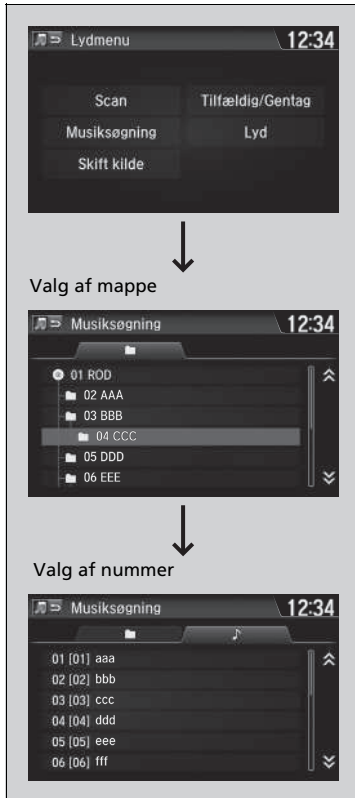 Lydmenu 12:34
Scan Tilfældig/Gentag
Musiksøgning Lyd
Skift kilde
Valg af mappe
Musiksøgning 12:34
01 ROD
02 AAA
03 BBB
04 CCC
05 DDD
06 EEE
Valg af nummer
Musiksøgning 12:34
01 [01] aaa
02 [02] bbb
03 [03] ccc
04 [04] ddd
05 [05] eee
06 [06] fff